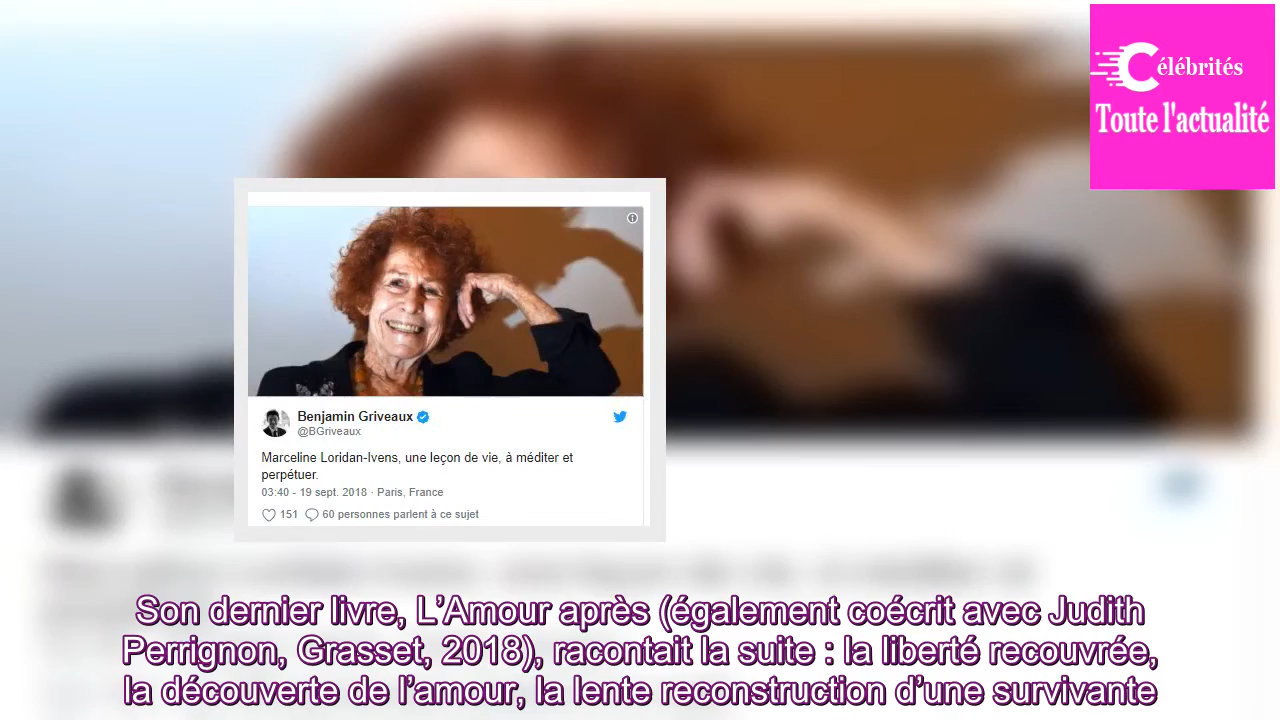 Célébrités
Toute l'actualité
Benjamin Griveaux
@BGriveaux
Marceline Loridan-Ivens, une leçon de vie, à méditer et
perpétuer.
03:40 - 19 sept. 2018 · Paris, France
151 60 personnes parlent à ce sujet
Son dernier livre, L’Amour après (également coécrit avec Judith
Perrignon, Grasset, 2018), racontait la suite : la liberté recouvrée,
la découverte de l’amour, la lente reconstruction d’une survivante